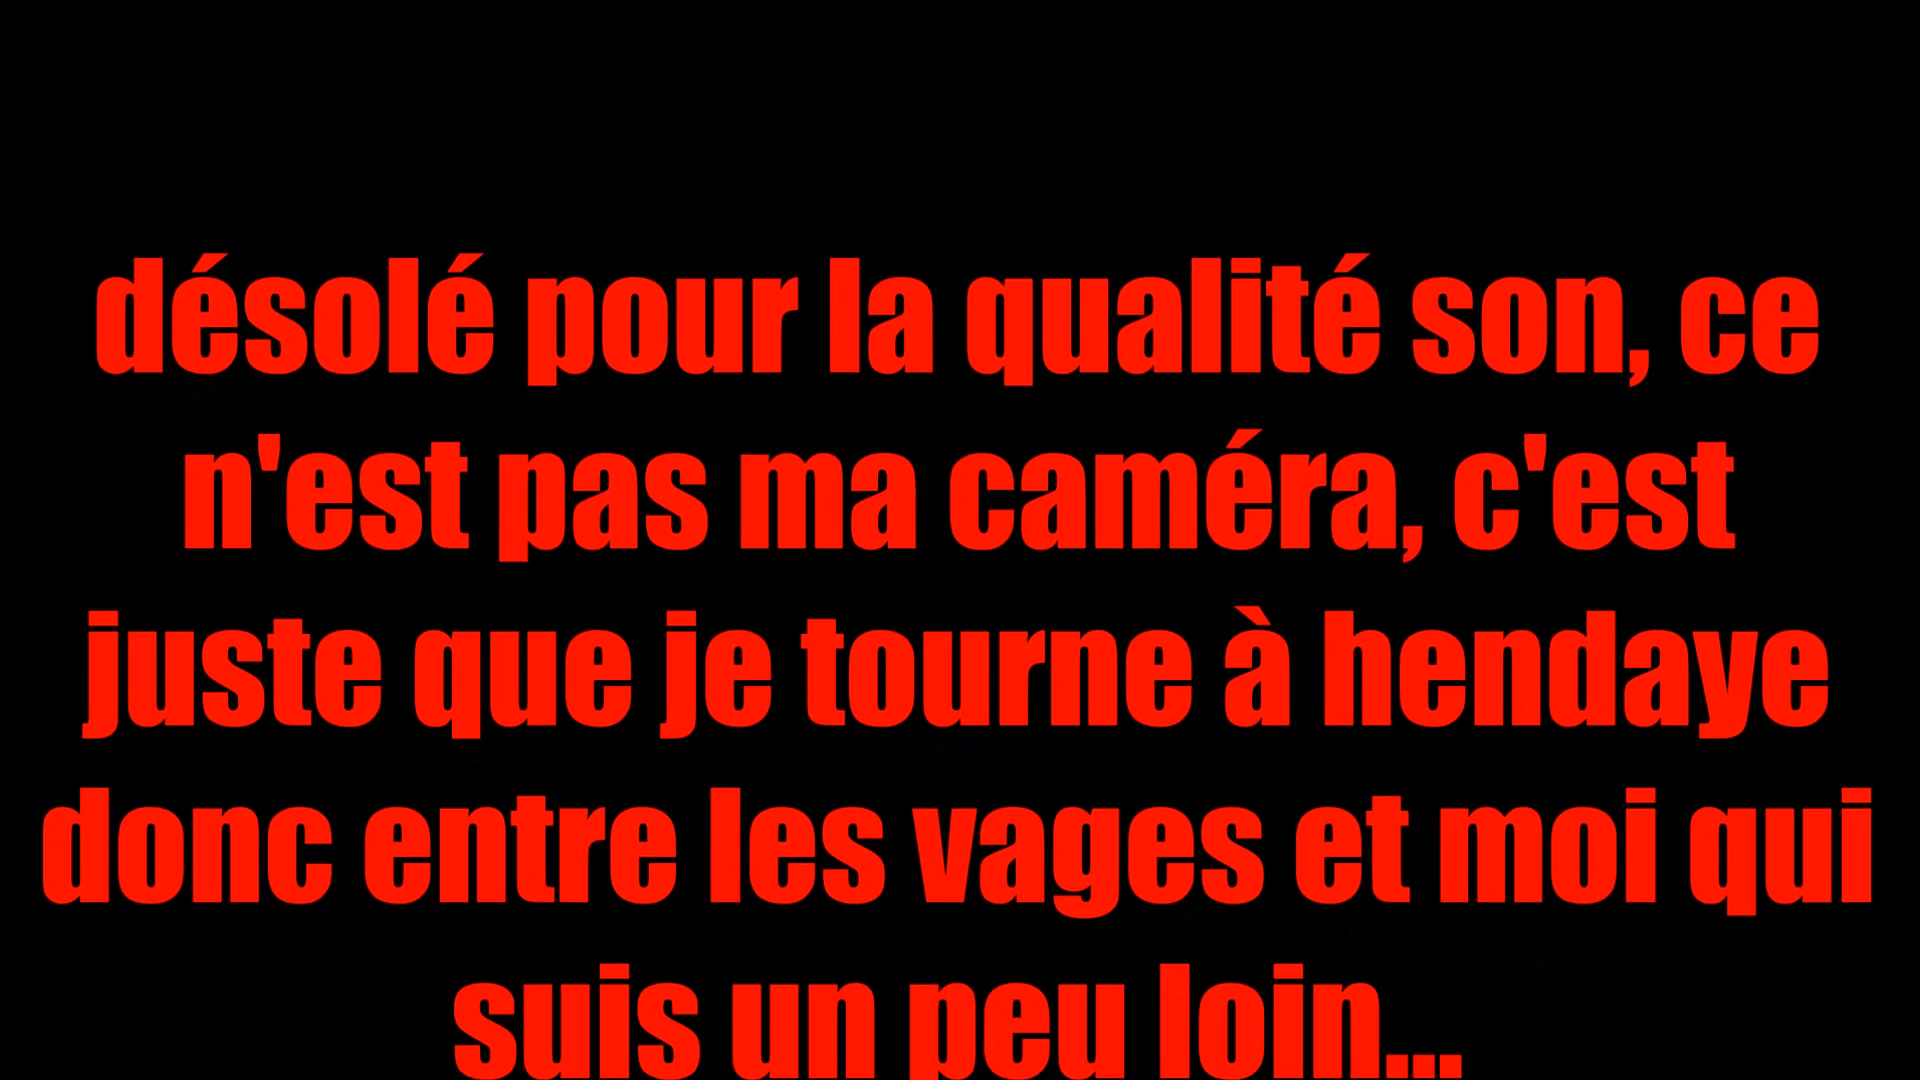 désolé pour la qualité son, ce
n'est pas ma caméra, c'est
juste que je tourne à hendaye
donc entre les vages et moi qui
suis un peu loin...